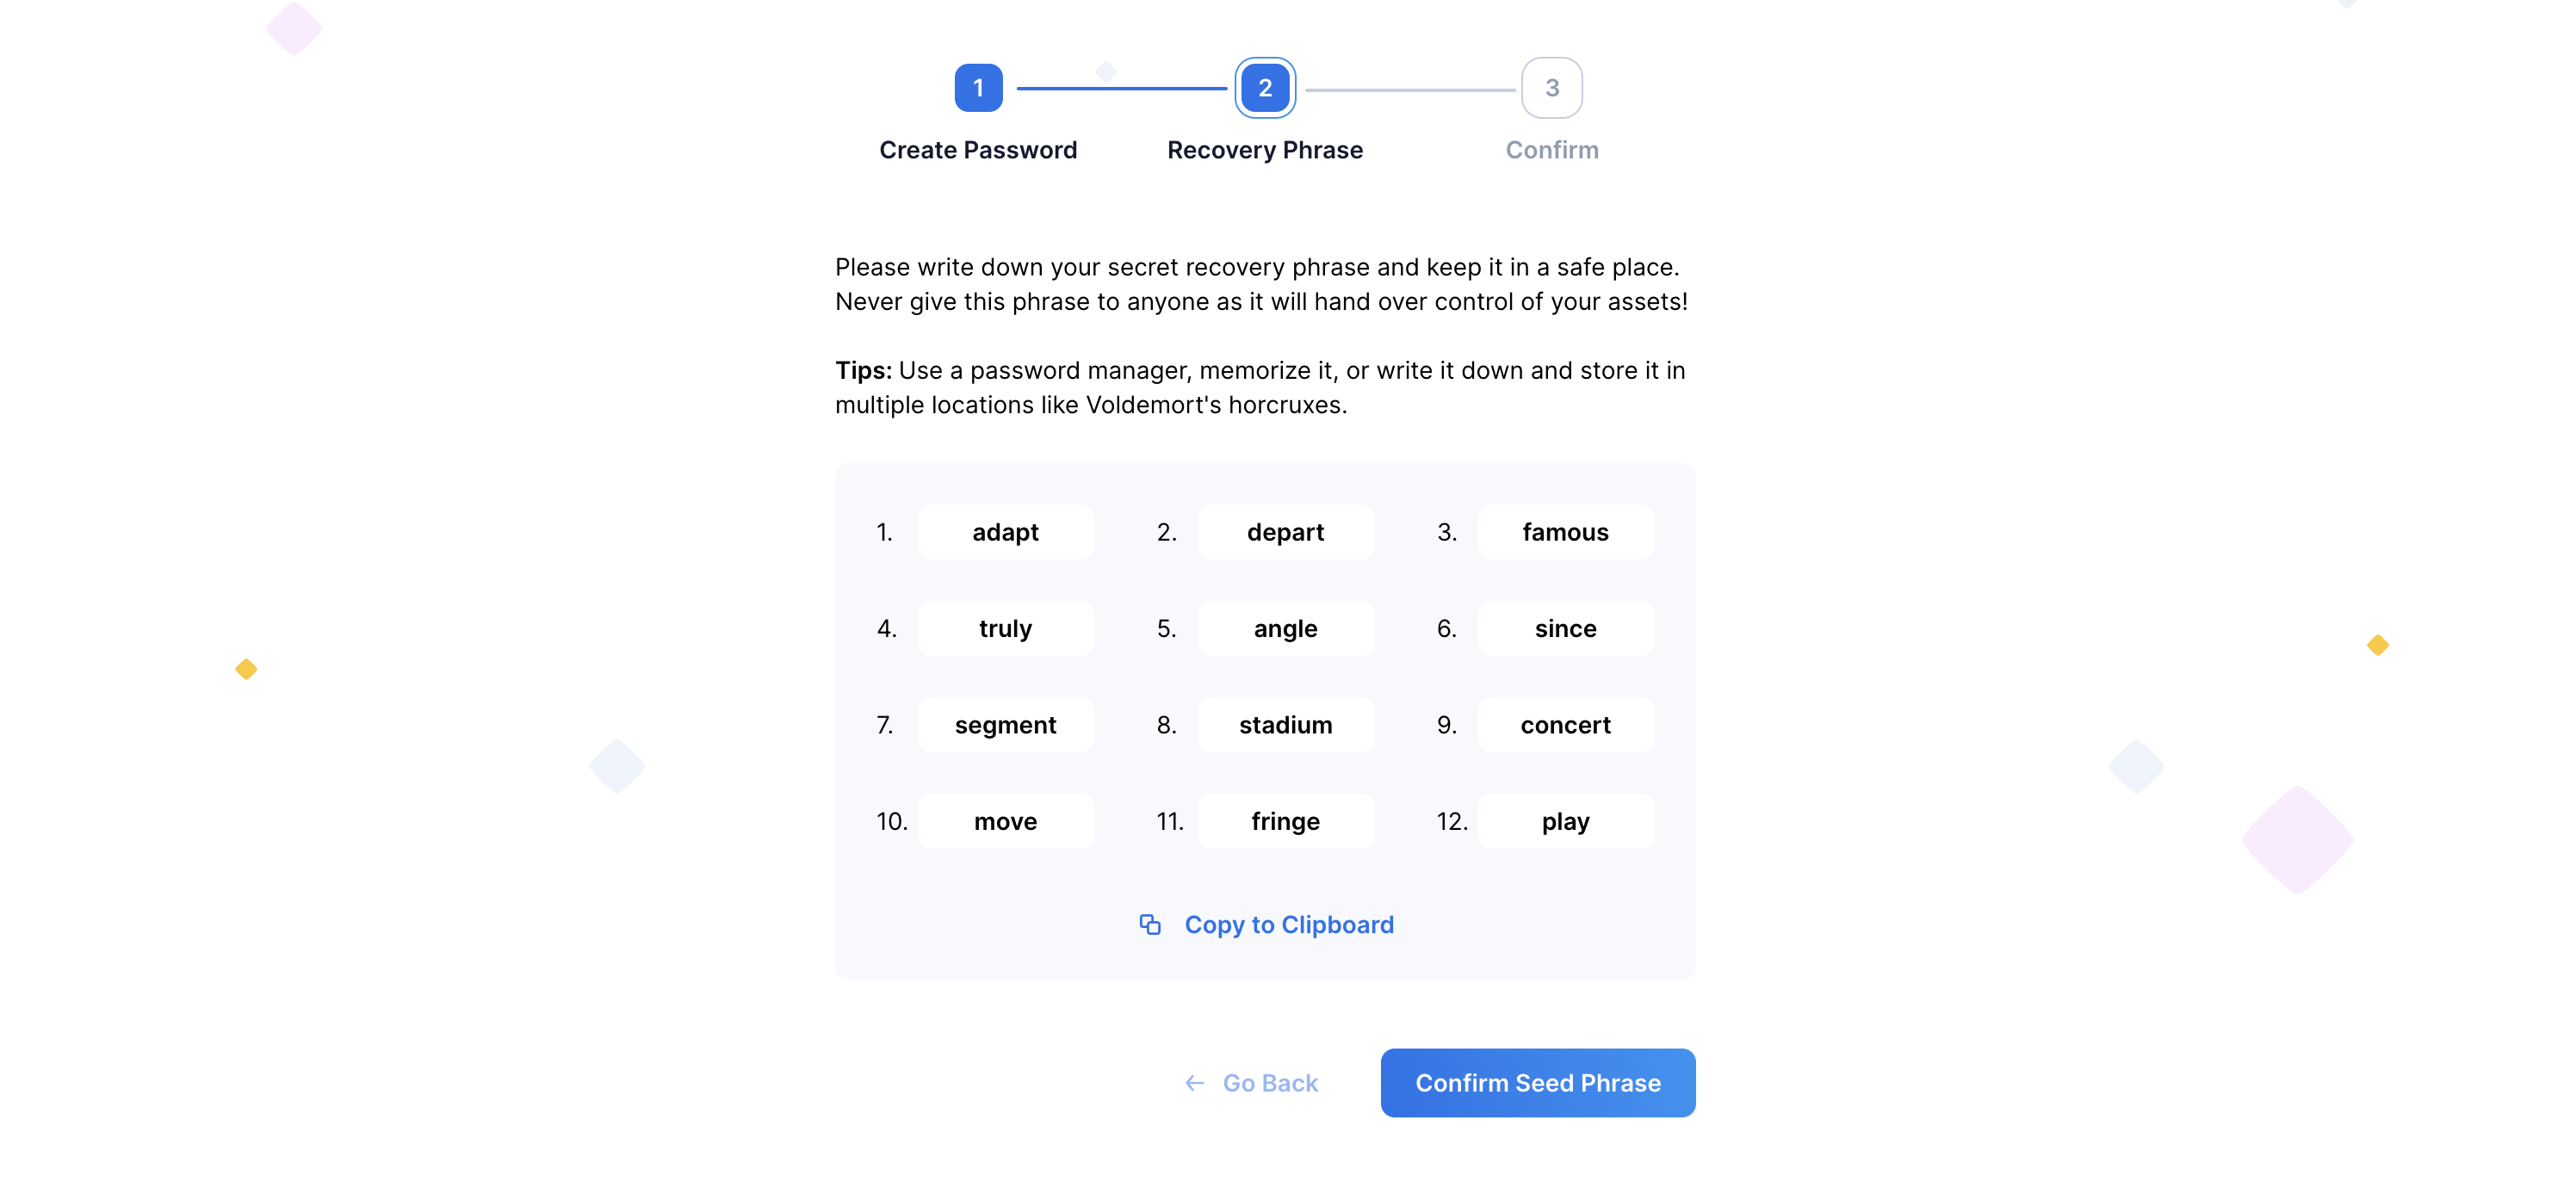 1
2
3
Create Password
Recovery Phrase
Confirm
Please write down your secret recovery phrase and keep it in a safe place.
Never give this phrase to anyone as it will hand over control of your assets!
Tips: Use a password manager, memorize it, or write it down and store it in
multiple locations like Voldemort's horcruxes.
1. adapt 2. depart 3. famous
4. truly 5. angle 6. since
7. segment 8. stadium 9. concert
10. move 11. fringe 12. play
Copy to Clipboard
Go Back
Confirm Seed Phrase